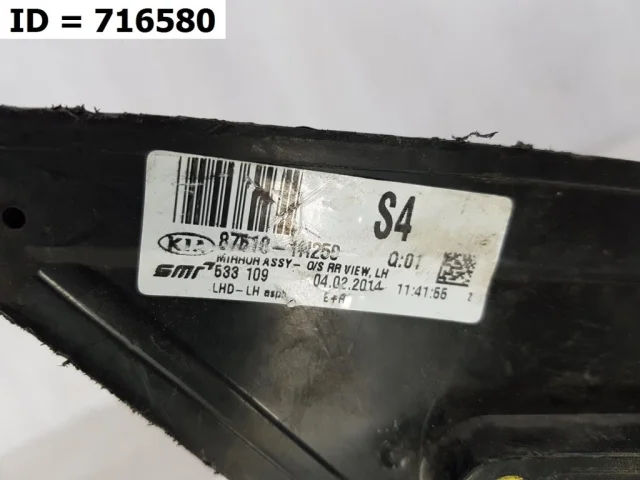 ID = 716580
S4
KIA 87610-1M250 Q:01
MIRROR ASSY- O/S RR VIEW, LH
smr 533 109 04.02.2014 11:41:55 z
LHD-LH E+H